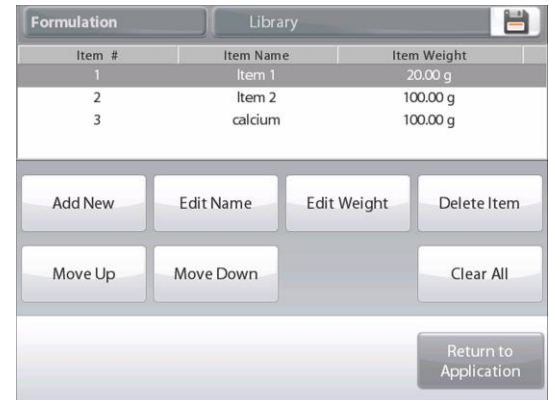 Formulation Library
Item # Item Name Item Weight
1 Item 1 20.00 g
2 Item 2 100.00 g
3 calcium 100.00 g
Add New Edit Name Edit Weight Delete Item
Move Up Move Down Clear All
Return to
Application